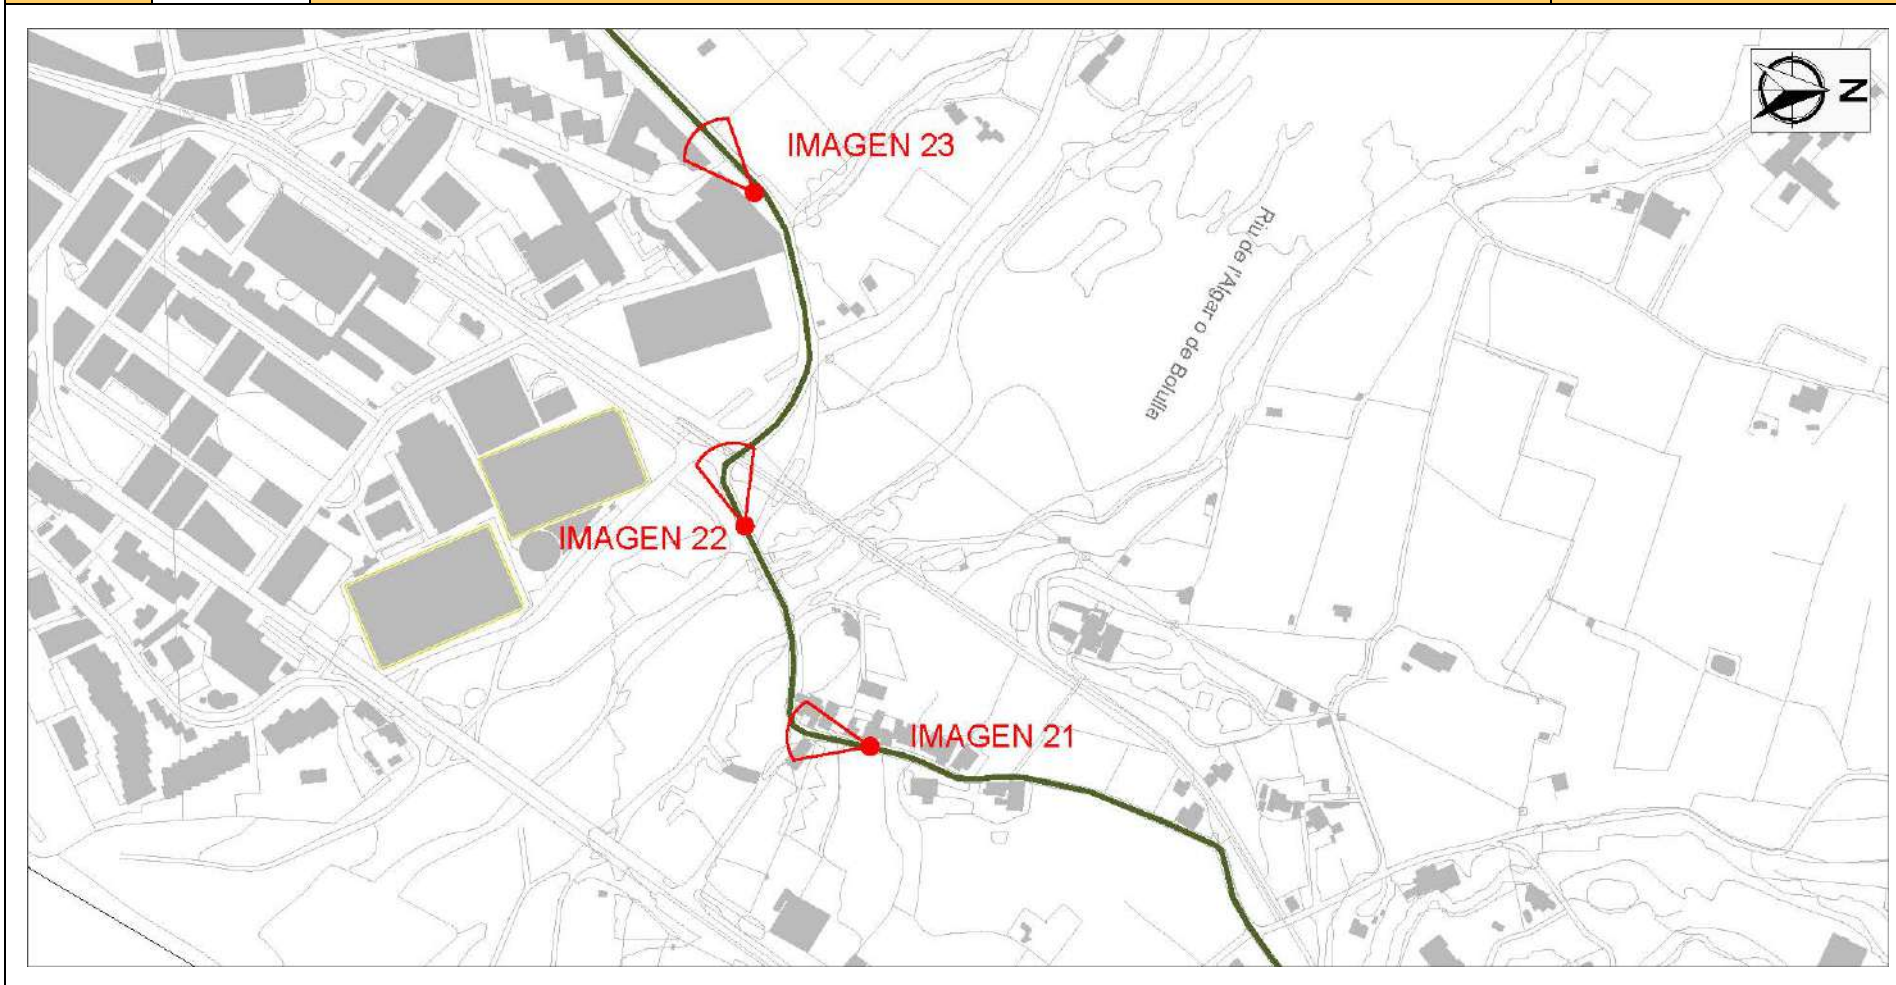 N
IMAGEN 23
Riu de l'Algar o de Bolulla
IMAGEN 22
IMAGEN 21